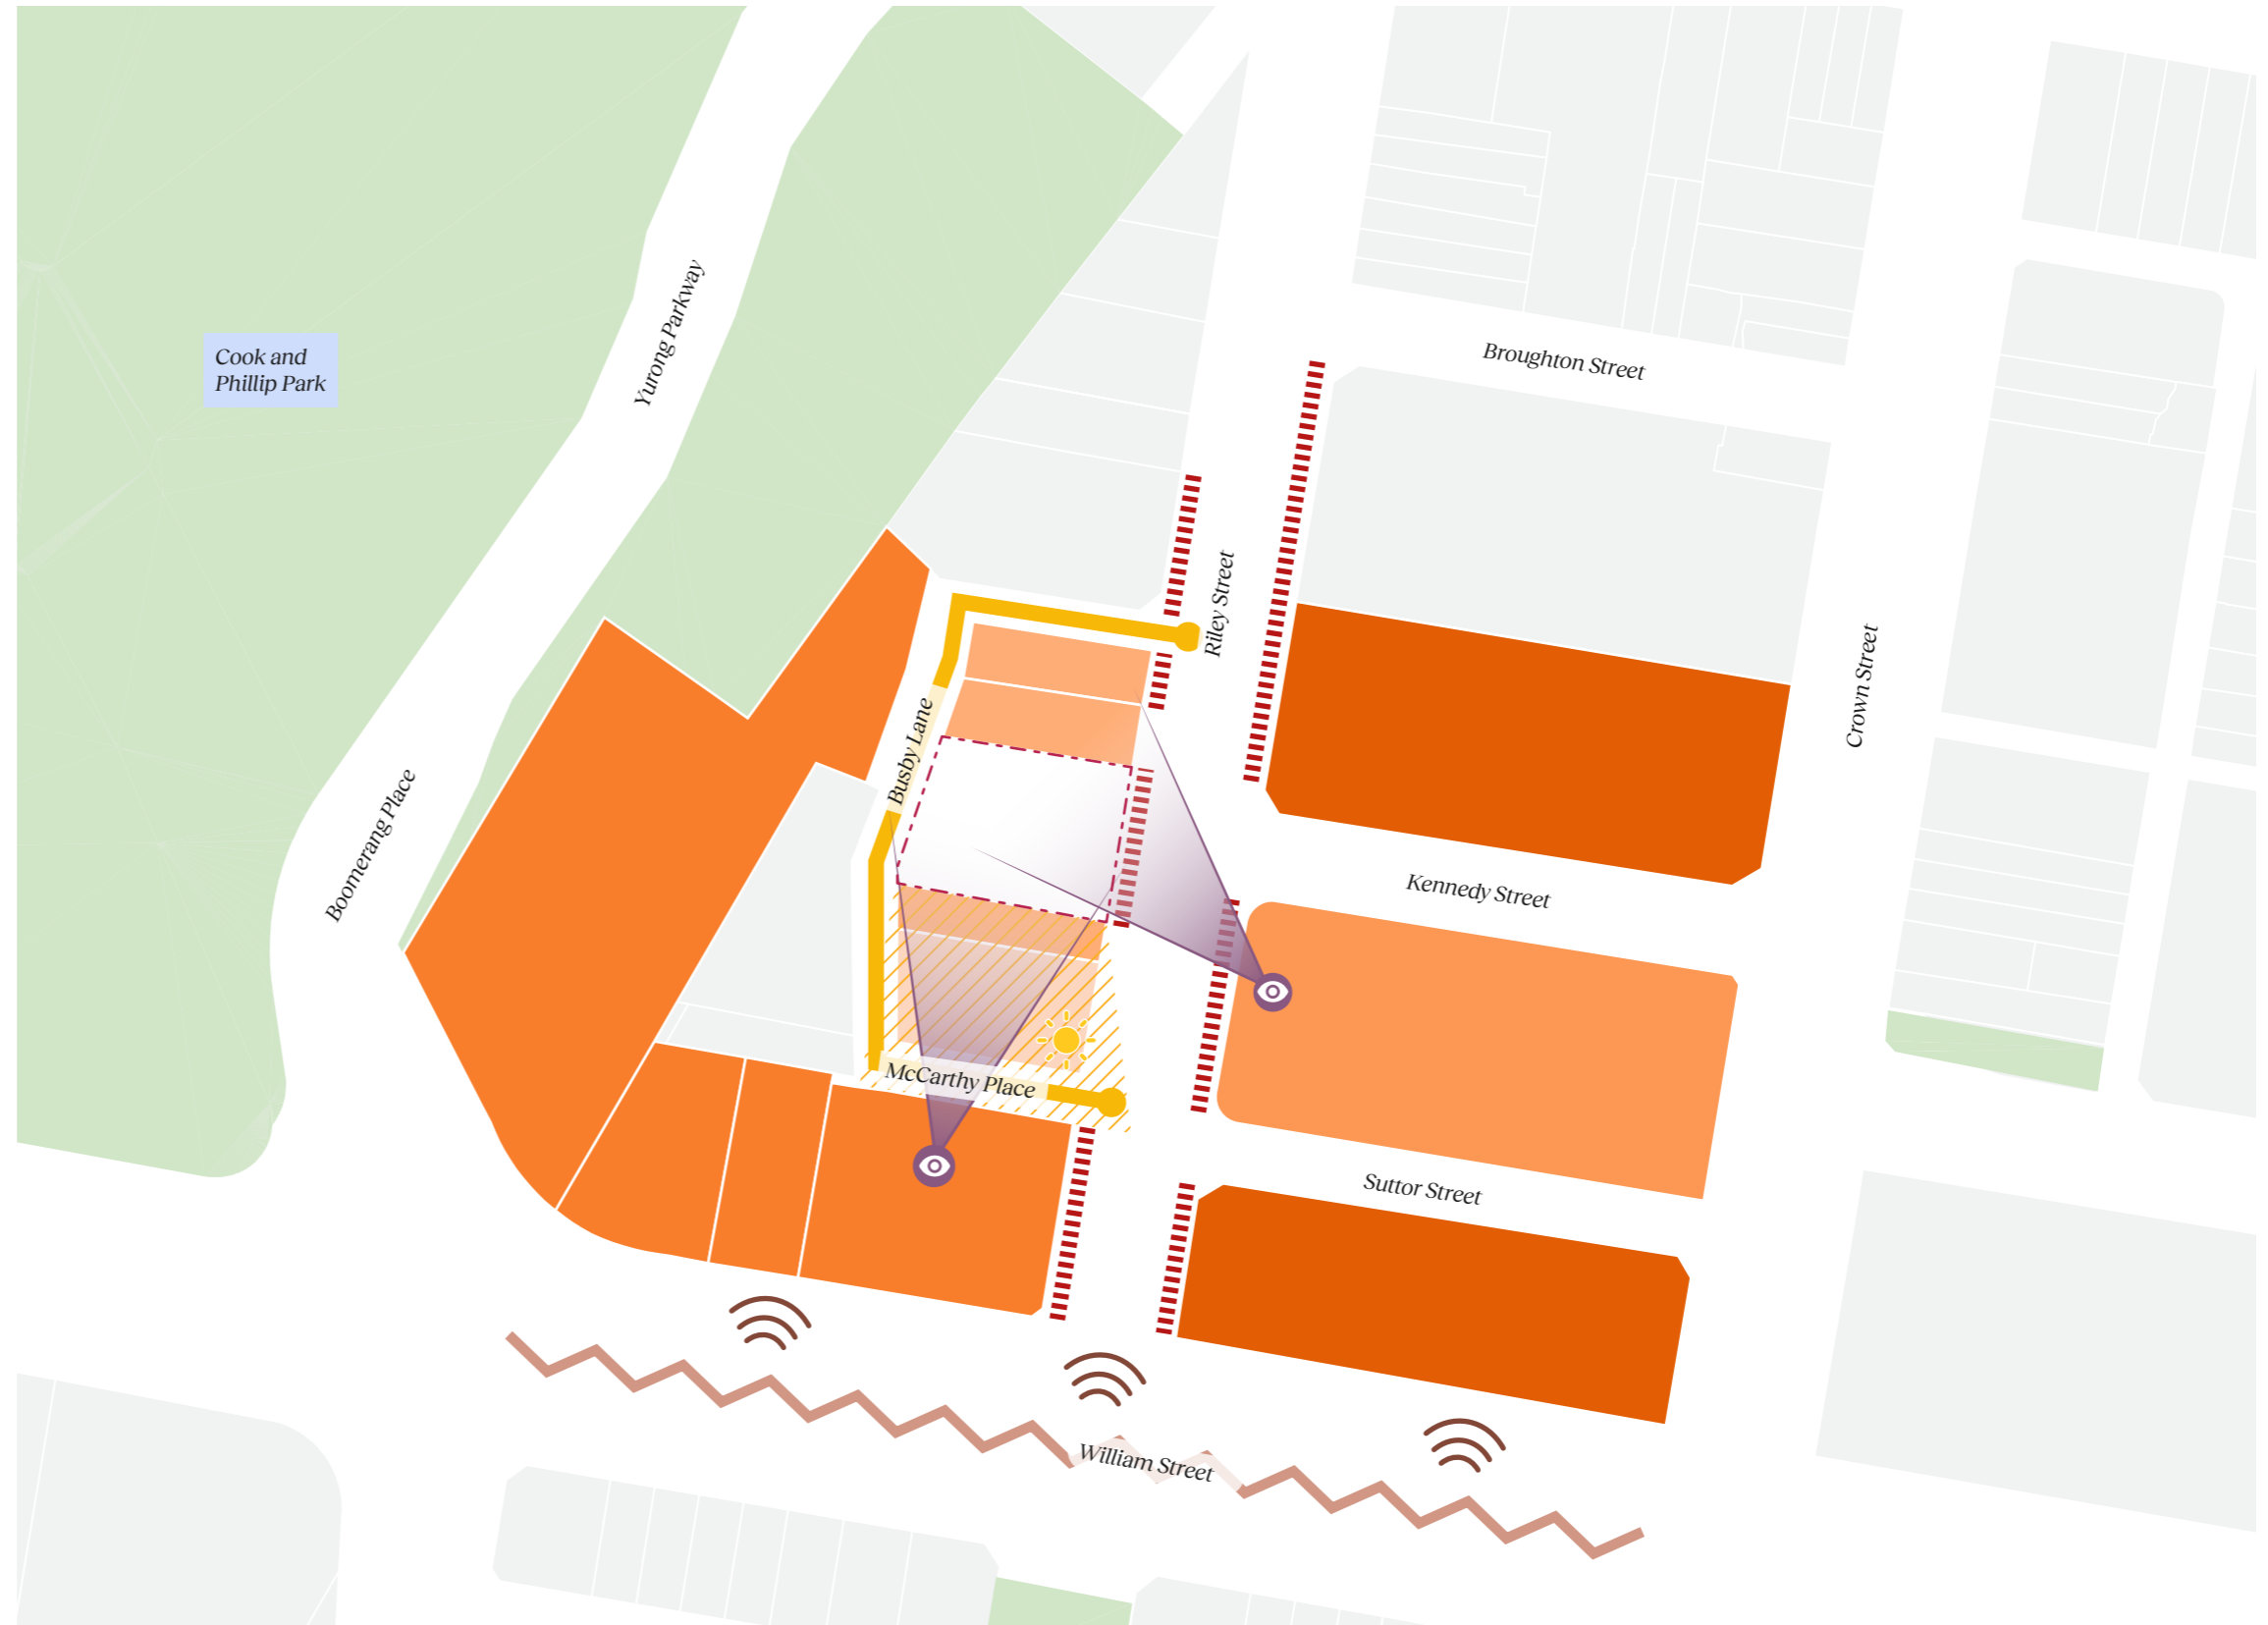 Cook and
Phillip Park
Yurong Parkway
Broughton Street
Riley Street
Crown Street
Busby Lane
Boomerang Place
Kennedy Street
McCarthy Place
Suttor Street
William Street